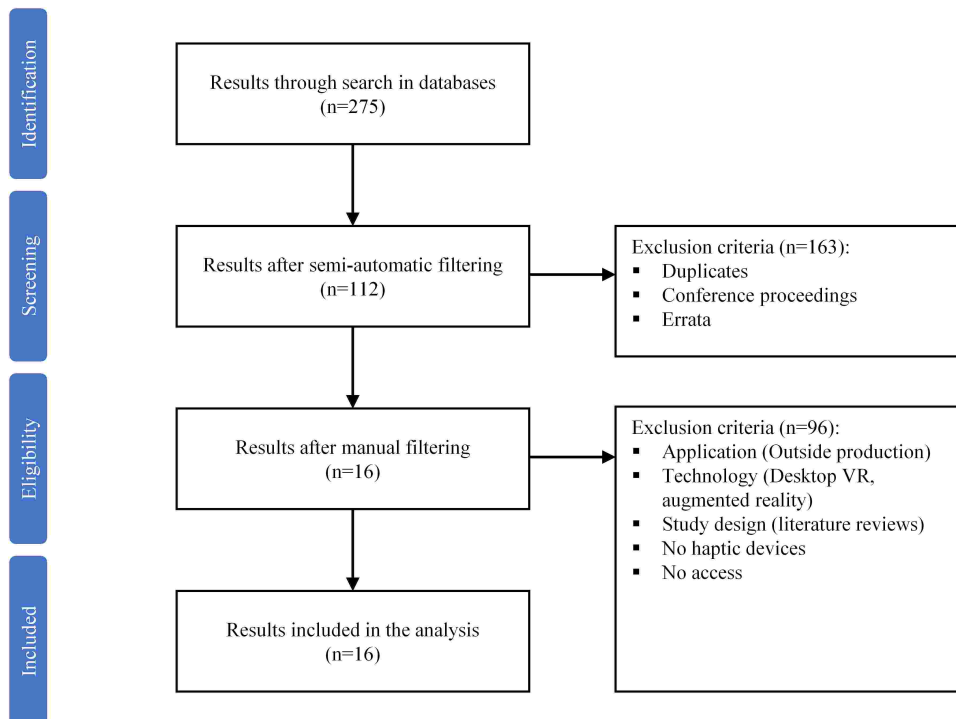 Identification
Results through search in databases
(n=275)
Screening
Results after semi-automatic filtering
(n=112)
Exclusion criteria (n=163):
▪ Duplicates
▪ Conference proceedings
▪ Errata
Eligibility
Results after manual filtering
(n=16)
Exclusion criteria (n=96):
▪ Application (Outside production)
▪ Technology (Desktop VR,
augmented reality)
▪ Study design (literature reviews)
▪ No haptic devices
▪ No access
Included
Results included in the analysis
(n=16)